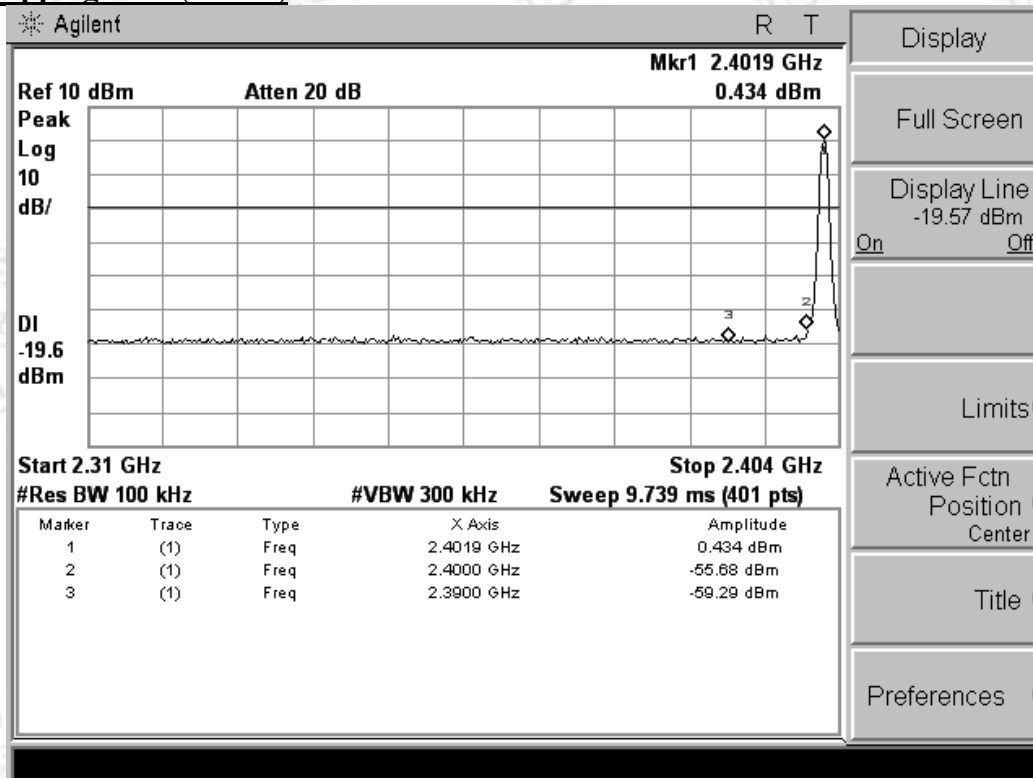 Agilent R T
Mkr1 2.4019 GHz
Ref 10 dBm Atten 20 dB 0.434 dBm
Peak
Log
10
dB/
1
2
3
DI
-19.6
dBm
Start 2.31 GHz Stop 2.404 GHz
#Res BW 100 kHz #VBW 300 kHz Sweep 9.739 ms (401 pts)
Marker Trace Type X Axis Amplitude
1 (1) Freq 2.4019 GHz 0.434 dBm
2 (1) Freq 2.4000 GHz -55.68 dBm
3 (1) Freq 2.3900 GHz -59.29 dBm
Display
Full Screen
Display Line
-19.57 dBm
On Off
Limits
Active Fctn
Position
Center
Title
Preferences